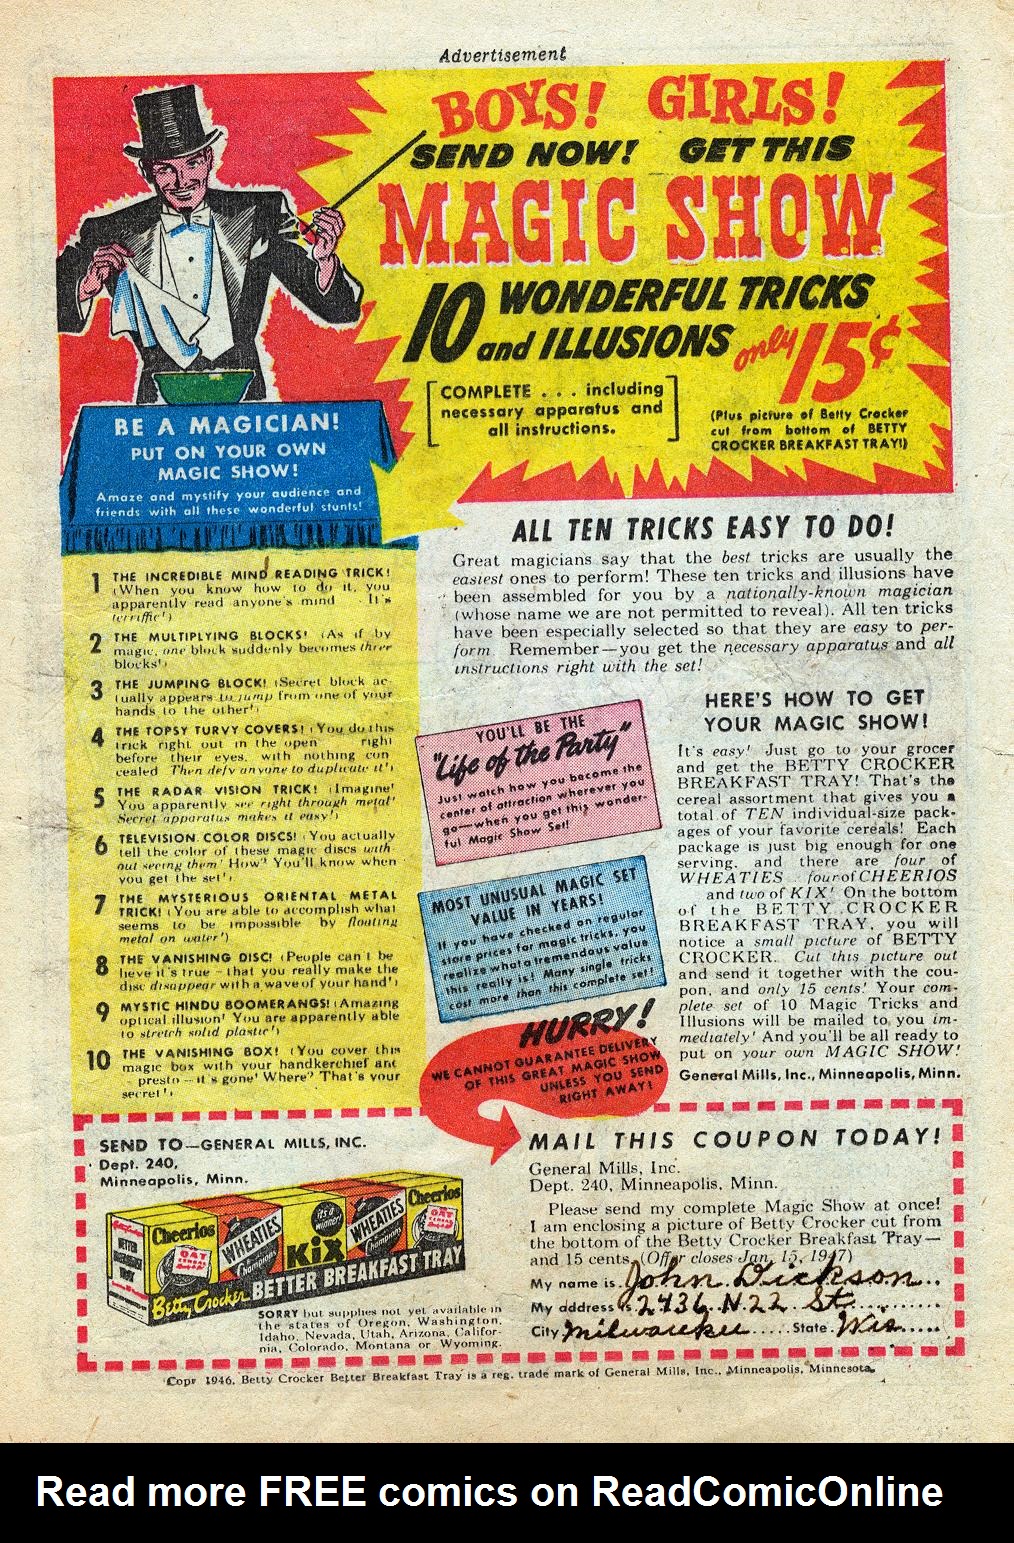 Advertisement
BOYS! GIRLS!
SEND NOW! GET THIS
MAGIC SHOW
10 WONDERFUL TRICKS
and ILLUSIONS
only 15¢
COMPLETE . . . including
necessary apparatus and
all instructions.
(Plus picture of Betty Crocker
cut from bottom of BETTY
CROCKER BREAKFAST TRAY!)
BE A MAGICIAN!
PUT ON YOUR OWN
MAGIC SHOW!
Amaze and mystify your audience and
friends with all these wonderful stunts!
1 THE INCREDIBLE MIND READING TRICK!
(When you know how to do it, you
apparently read anyone's mind It's
terrific!)
2 THE MULTIPLYING BLOCKS! (As if by
magic, one block suddenly becomes three
blocks!)
3 THE JUMPING BLOCK! (Secret block ac-
tually appears to jump from one of your
hands to the other!)
4 THE TOPSY TURVY COVERS! (You do this
trick right out in the open right
before their eyes, with nothing con
cealed Then defy anyone to duplicate it!)
5 THE RADAR VISION TRICK! (Imagine!
You apparently see right through metal!
Secret apparatus makes it easy!)
6 TELEVISION COLOR DISCS! (You actually
tell the color of these magic discs with-
out seeing them! How? You'll know when
you get the set!)
7 THE MYSTERIOUS ORIENTAL METAL
TRICK! (You are able to accomplish what
seems to be impossible by floating
metal on water!)
8 THE VANISHING DISC! (People can't be
lieve it's true - that you really make the
disc disappear with a wave of your hand!)
9 MYSTIC HINDU BOOMERANGS! (Amazing
optical illusion! You are apparently able
to stretch solid plastic!)
10 THE VANISHING BOX! (You cover this
magic box with your handkerchief and
- presto - it's gone! Where? That's your
secret!)
ALL TEN TRICKS EASY TO DO!
Great magicians say that the best tricks are usually the
easiest ones to perform! These ten tricks and illusions have
been assembled for you by a nationally-known magician
(whose name we are not permitted to reveal). All ten tricks
have been especially selected so that they are easy to per-
form. Remember—you get the necessary apparatus and all
instructions right with the set!
YOU'LL BE THE
"Life of the Party"
Just watch how you become the
center of attraction wherever you
go—when you get this wonder-
ful Magic Show Set!
MOST UNUSUAL MAGIC SET
VALUE IN YEARS!
If you have checked on regular
store prices for magic tricks, you
realize what a tremendous value
this really is! Many single tricks
cost more than this complete set!
HURRY!
WE CANNOT GUARANTEE DELIVERY
OF THIS GREAT MAGIC SHOW
UNLESS YOU SEND
RIGHT AWAY!
HERE'S HOW TO GET
YOUR MAGIC SHOW!
It's easy! Just go to your grocer
and get the BETTY CROCKER
BREAKFAST TRAY! That's the
cereal assortment that gives you a
total of TEN individual-size pack-
ages of your favorite cereals! Each
package is just big enough for one
serving, and there are four of
WHEATIES four of CHEERIOS
and two of KIX! On the bottom
of the BETTY CROCKER
BREAKFAST TRAY, you will
notice a small picture of BETTY
CROCKER. Cut this picture out
and send it together with the cou-
pon, and only 15 cents! Your com-
plete set of 10 Magic Tricks and
Illusions will be mailed to you im-
mediately! And you'll be all ready to
put on your own MAGIC SHOW!
General Mills, Inc., Minneapolis, Minn.
SEND TO—GENERAL MILLS, INC.
Dept. 240,
Minneapolis, Minn.
Cheerios
WHEATIES
Champions
it's a winner!
KiX
WHEATIES
Champions
Cheerios
OAT
OAT
Betty Crocker
BETTER BREAKFAST TRAY
BETTER
BREAKFAST
TRAY
SORRY but supplies not yet available in
the states of Oregon, Washington,
Idaho, Nevada, Utah, Arizona, Califor-
nia, Colorado, Montana or Wyoming.
MAIL THIS COUPON TODAY!
General Mills, Inc.
Dept. 240, Minneapolis, Minn.
Please send my complete Magic Show at once!
I am enclosing a picture of Betty Crocker cut from
the bottom of the Betty Crocker Breakfast Tray—
and 15 cents. (Offer closes Jan. 15, 1947)
My name is John Dickson
My address is 2436 N 22 St.
City Milwaukee State Wis
Copr 1946, Betty Crocker Better Breakfast Tray is a reg. trade mark of General Mills, Inc., Minneapolis, Minnesota.
Read more FREE comics on ReadComicOnline